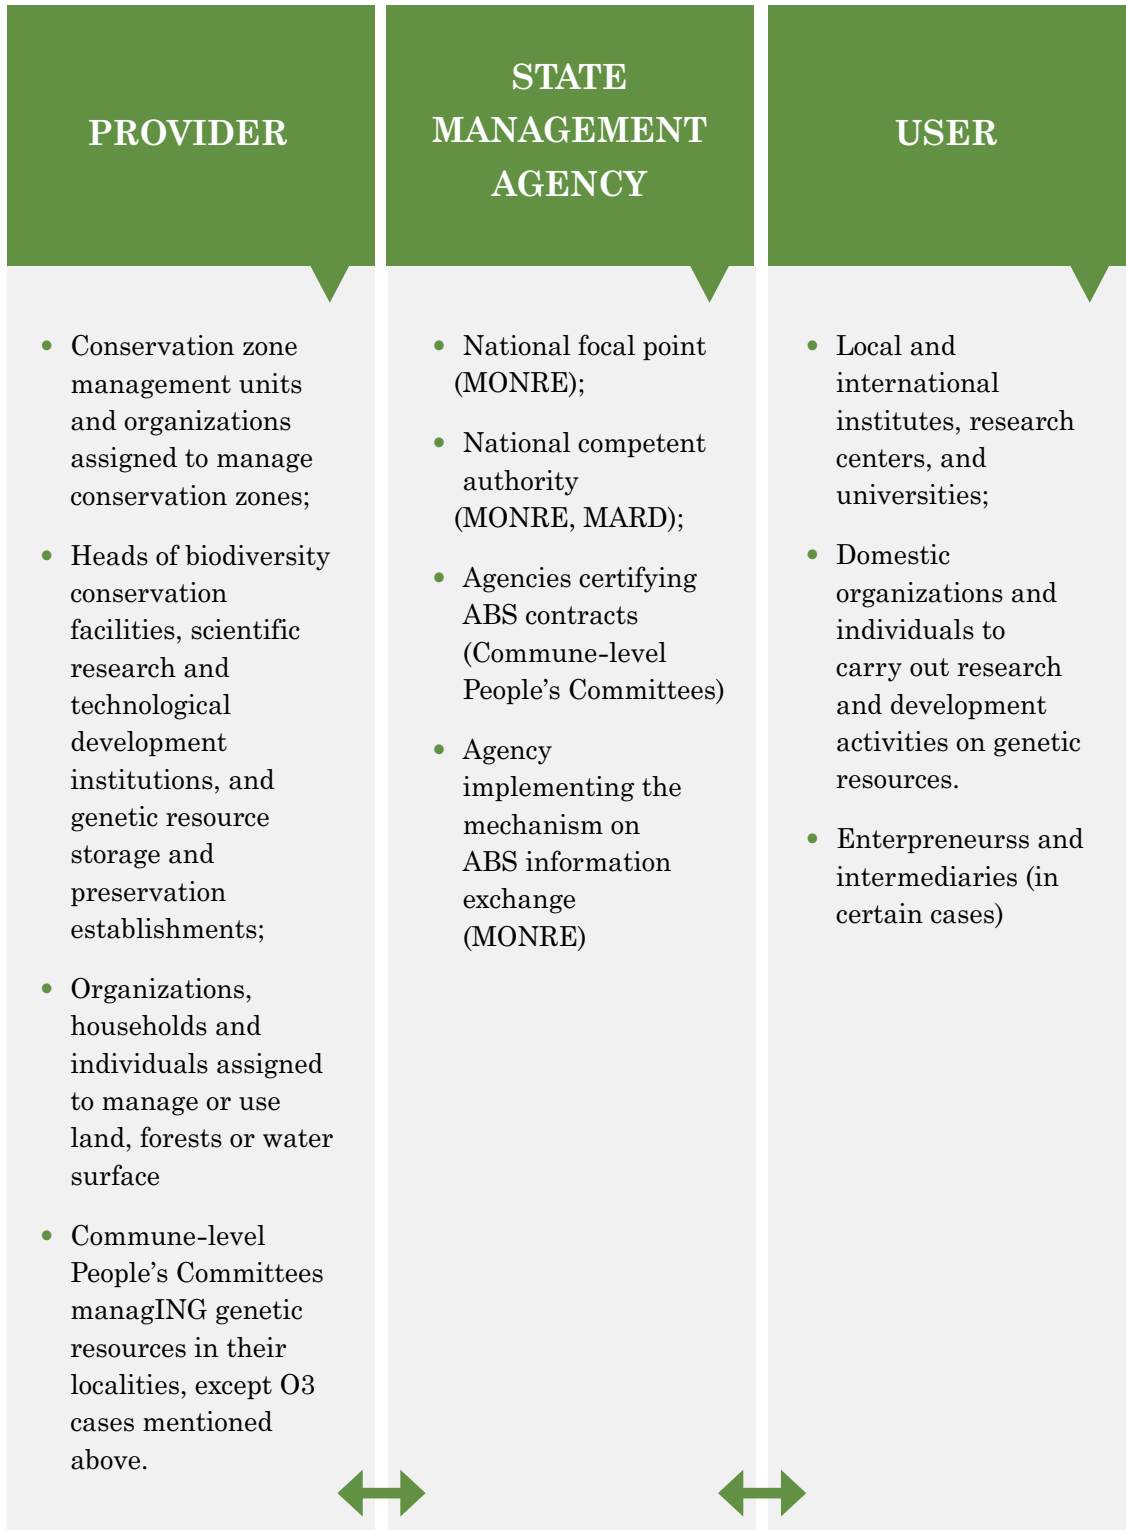 PROVIDER
• Conservation zone
management units
and organizations
assigned to manage
conservation zones;
• Heads of biodiversity
conservation
facilities, scientific
research and
technological
development
institutions, and
genetic resource
storage and
preservation
establishments;
• Organizations,
households and
individuals assigned
to manage or use
land, forests or water
surface
• Commune-level
People's Committees
managING genetic
resources in their
localities, except O3
cases mentioned
above.
STATE
MANAGEMENT
AGENCY
• National focal point
(MONRE);
• National competent
authority
(MONRE, MARD);
• Agencies certifying
ABS contracts
(Commune-level
People's Committees)
• Agency
implementing the
mechanism on
ABS information
exchange
(MONRE)
USER
• Local and
international
institutes, research
centers, and
universities;
• Domestic
organizations and
individuals to
carry out research
and development
activities on genetic
resources.
• Enterpreneurss and
intermediaries (in
certain cases)